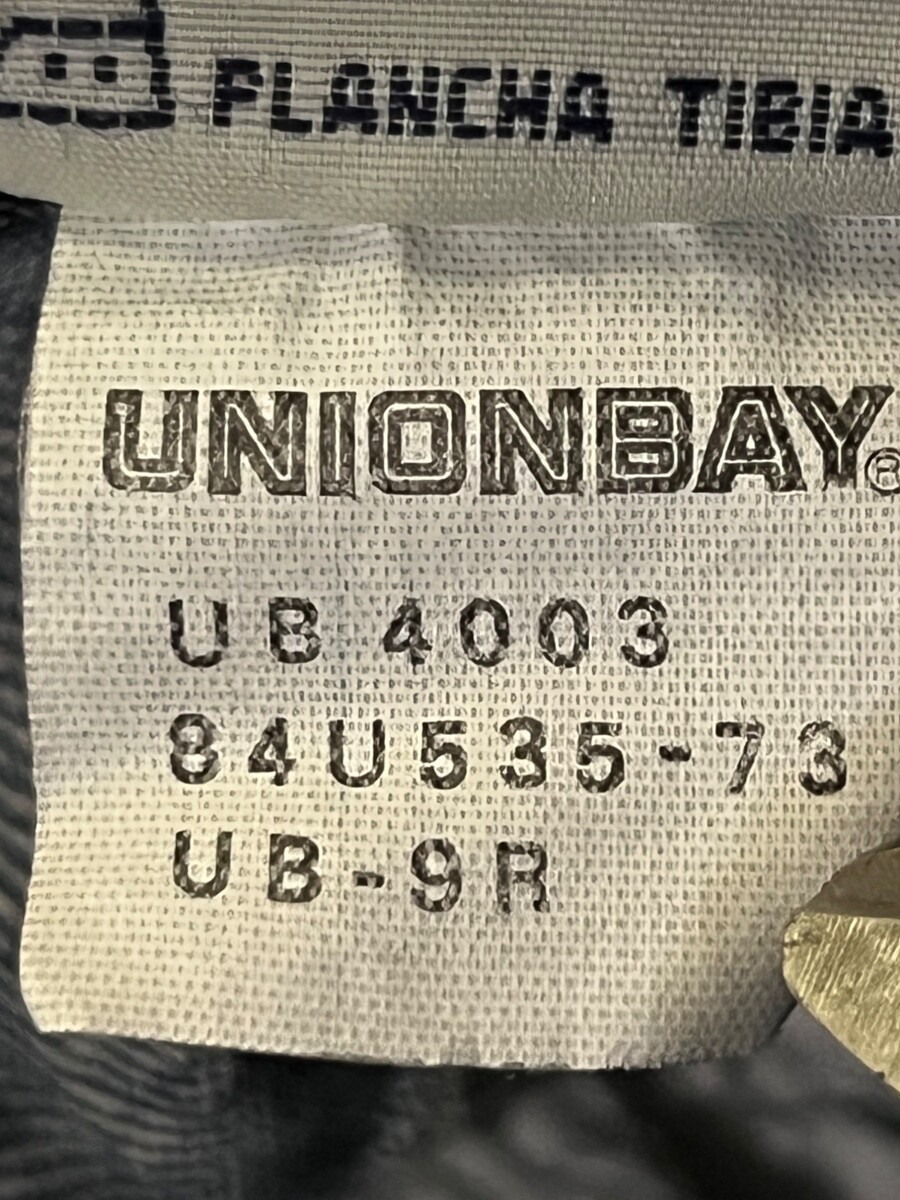 PLANCHA TIBIA
UNIONBAY®
UB 4003
84U535-73
UB-9R